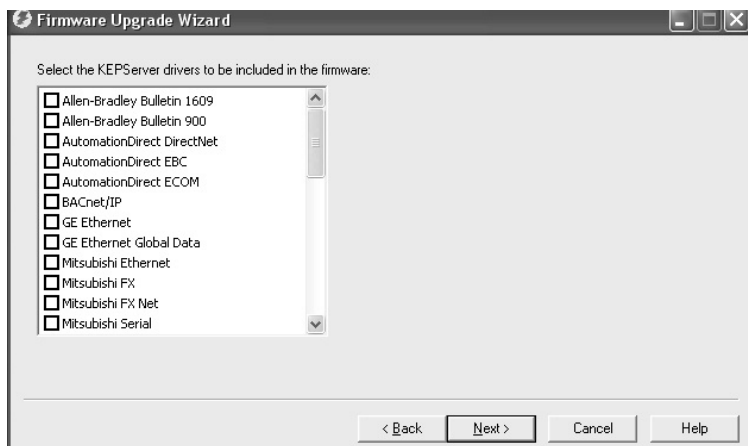 Firmware Upgrade Wizard
Select the KEPServer drivers to be included in the firmware:
Allen-Bradley Bulletin 1609
Allen-Bradley Bulletin 900
AutomationDirect DirectNet
AutomationDirect EBC
AutomationDirect ECOM
BACnet/IP
GE Ethernet
GE Ethernet Global Data
Mitsubishi Ethernet
Mitsubishi FX
Mitsubishi FX Net
Mitsubishi Serial
< Back Next > Cancel Help